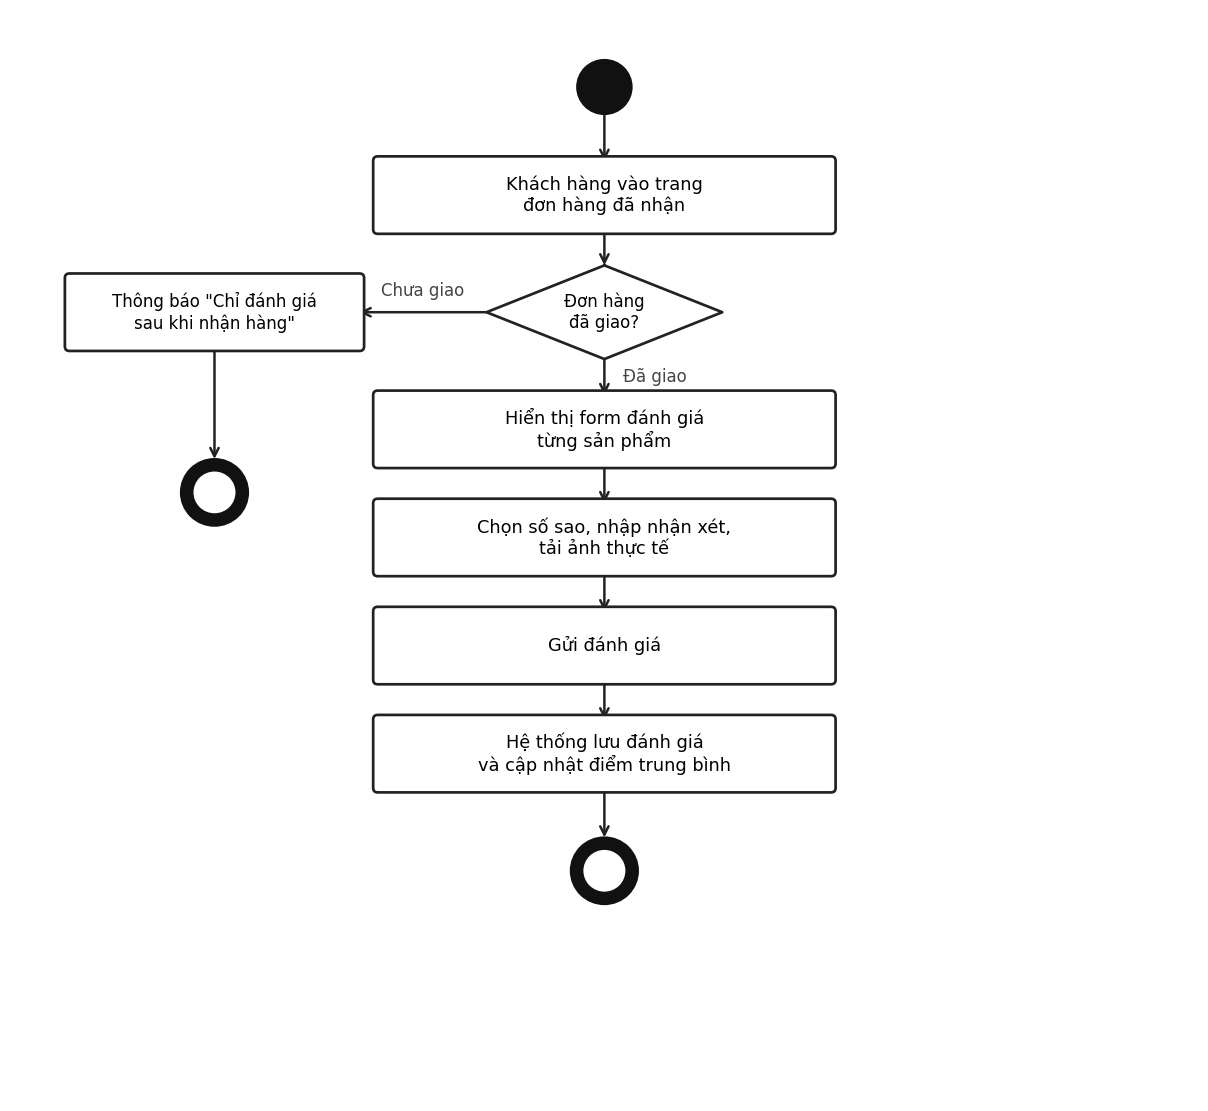 Khách hàng vào trang
đơn hàng đã nhận
Đơn hàng
đã giao?
Chưa giao
Thông báo "Chỉ đánh giá
sau khi nhận hàng"
Đã giao
Hiển thị form đánh giá
từng sản phẩm
Chọn số sao, nhập nhận xét,
tải ảnh thực tế
Gửi đánh giá
Hệ thống lưu đánh giá
và cập nhật điểm trung bình